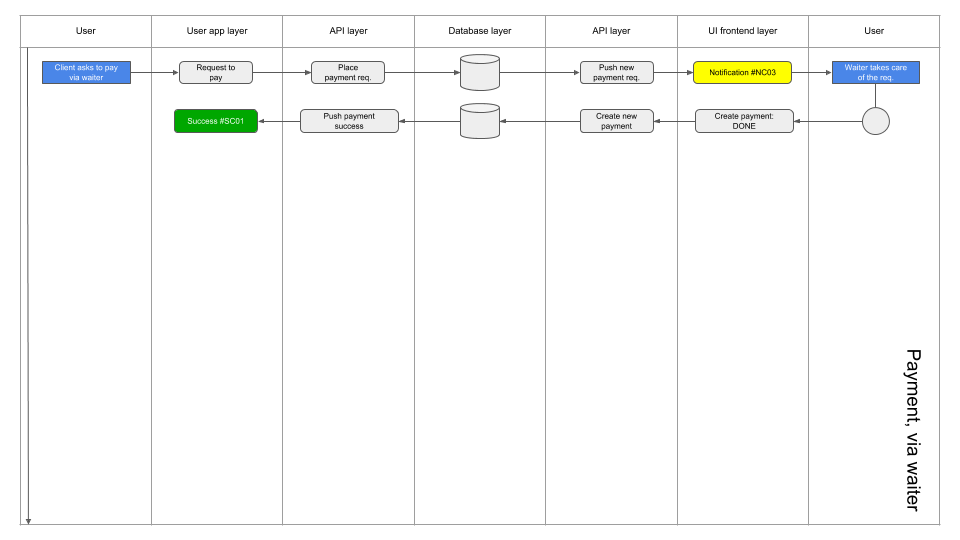 User
User app layer
API layer
Database layer
API layer
UI frontend layer
User
Client asks to pay
via waiter
Request to
pay
Place
payment req.
Push new
payment req.
Notification #NC03
Waiter takes care
of the req.
Success #SC01
Push payment
success
Create new
payment
Create payment:
DONE
Payment, via waiter